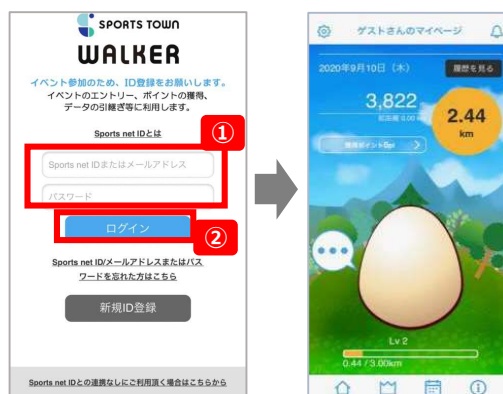 SPORTS TOWN
WALKER
イベント参加のため、ID登録をお願いします。
イベントのエントリー、ポイントの獲得、
データの引継ぎ等に利用します。
Sports net IDとは
①
Sports net IDまたはメールアドレス
パスワード
ログイン
②
Sports net ID/メールアドレスまたはパス
ワードを忘れた方はこちら
新規ID登録
Sports net IDとの連携なしにご利用頂く場合はこちらから
ゲストさんのマイページ
2020年9月10日（木）
履歴を見る
3,822
2.44
km
Lv 2
0.44 / 3.00km